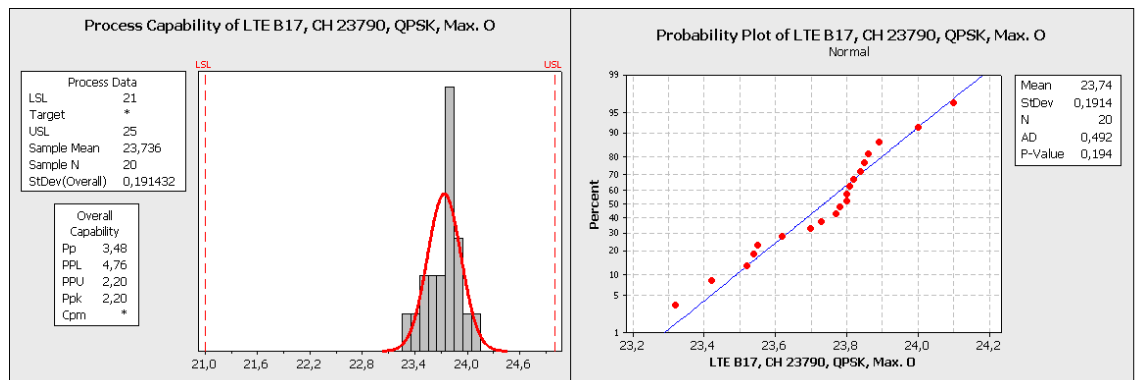 Process Capability of LTE B17, CH 23790, QPSK, Max. O
LSL
USL
Process Data
LSL 21
Target *
USL 25
Sample Mean 23,736
Sample N 20
StDev(Overall) 0,191432
Overall
Capability
Pp 3,48
PPL 4,76
PPU 2,20
Ppk 2,20
Cpm *
21,0 21,6 22,2 22,8 23,4 24,0 24,6
Probability Plot of LTE B17, CH 23790, QPSK, Max. O
Normal
99
95
90
80
70
60
50
40
30
20
10
5
1
Percent
23,2 23,4 23,6 23,8 24,0 24,2
LTE B17, CH 23790, QPSK, Max. O
Mean 23,74
StDev 0,1914
N 20
AD 0,492
P-Value 0,194